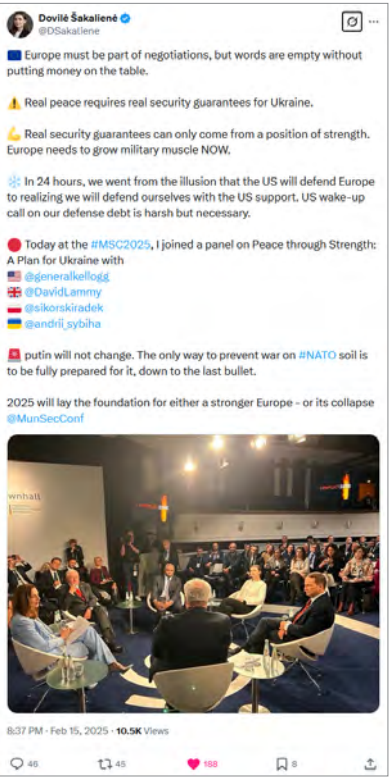 Dovilė Šakalienė
@DSakaliene
Europe must be part of negotiations, but words are empty without
putting money on the table.
Real peace requires real security guarantees for Ukraine.
Real security guarantees can only come from a position of strength.
Europe needs to grow military muscle NOW.
In 24 hours, we went from the illusion that the US will defend Europe
to realizing we will defend ourselves with the US support. US wake-up
call on our defense debt is harsh but necessary.
Today at the #MSC2025, I joined a panel on Peace through Strength:
A Plan for Ukraine with
@generalkellogg
@DavidLammy
@sikorskiradek
@andrii_sybiha
putin will not change. The only way to prevent war on #NATO soil is
to be fully prepared for it, down to the last bullet.
2025 will lay the foundation for either a stronger Europe - or its collapse
@MunSecConf
wnhall
8:37 PM · Feb 15, 2025 · 10.5K Views
46 45 188 8